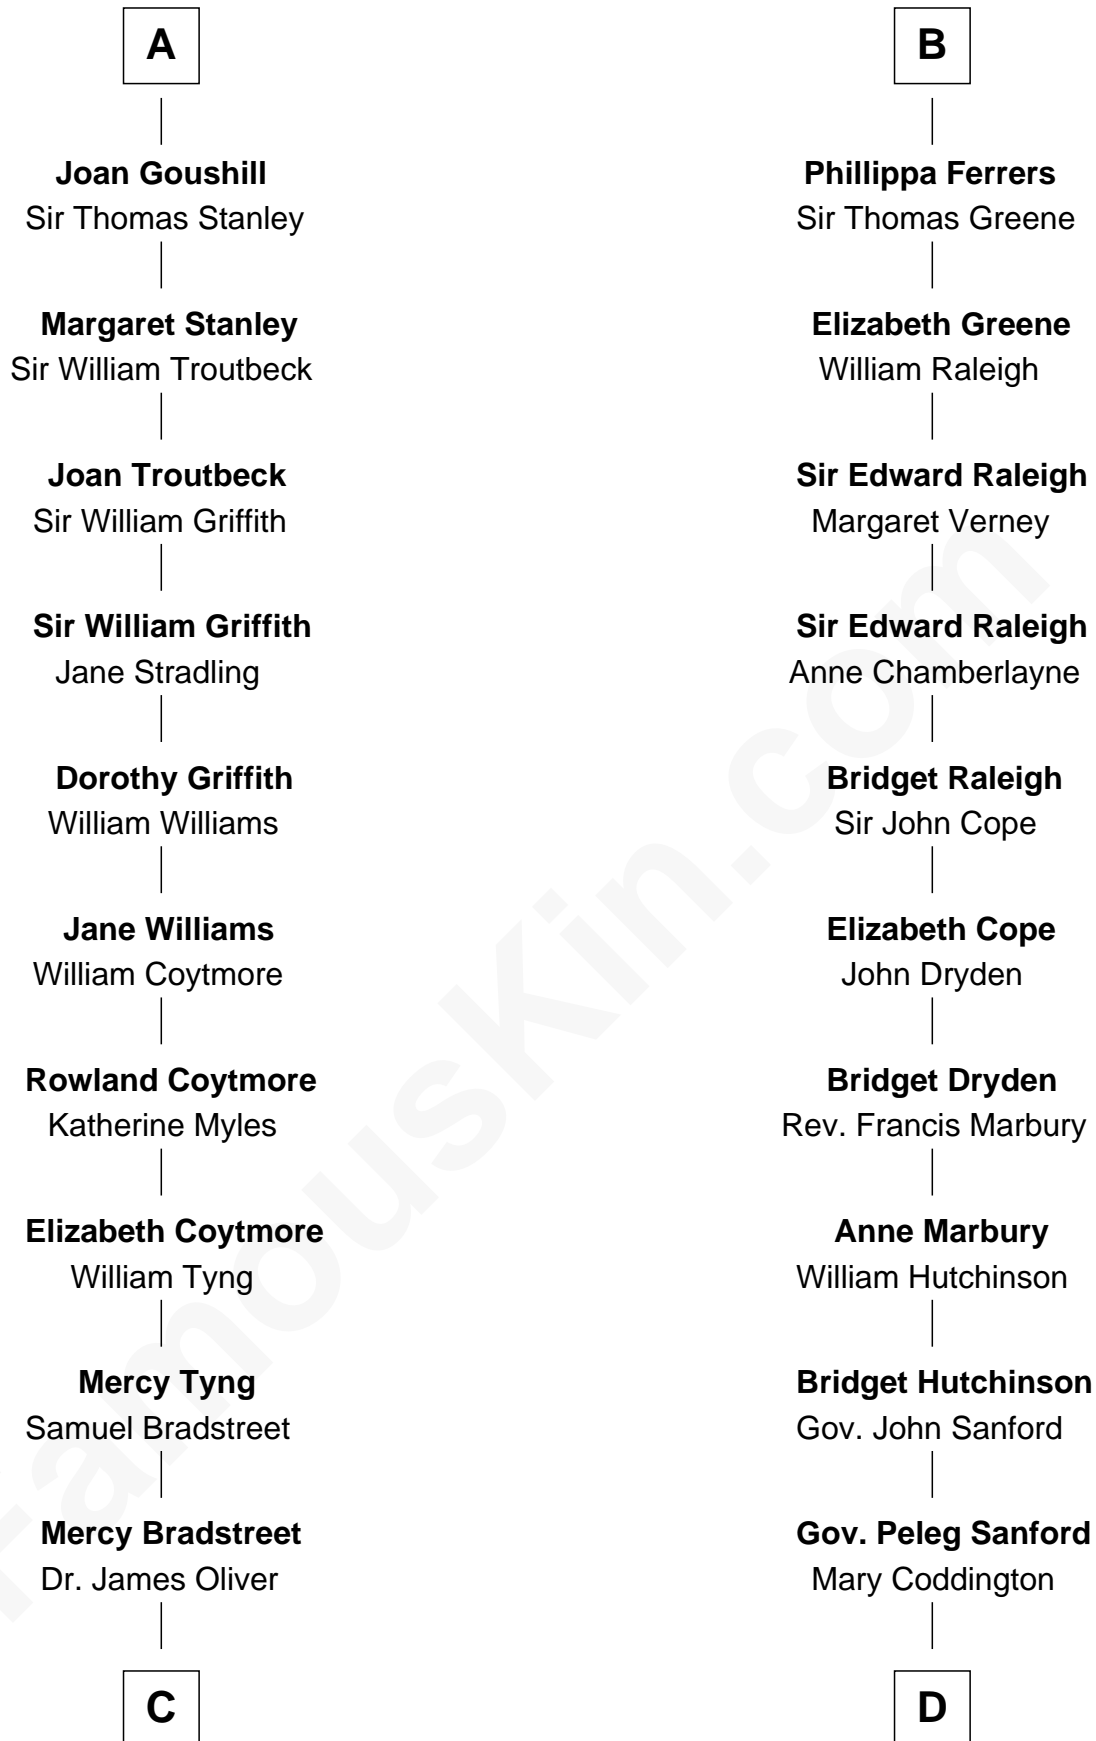 A
Joan Goushill
Sir Thomas Stanley
Margaret Stanley
Sir William Troutbeck
Joan Troutbeck
Sir William Griffith
Sir William Griffith
Jane Stradling
Dorothy Griffith
William Williams
Jane Williams
William Coytmore
Rowland Coytmore
Katherine Myles
Elizabeth Coytmore
William Tyng
Mercy Tyng
Samuel Bradstreet
Mercy Bradstreet
Dr. James Oliver
C
B
Phillippa Ferrers
Sir Thomas Greene
Elizabeth Greene
William Raleigh
Sir Edward Raleigh
Margaret Verney
Sir Edward Raleigh
Anne Chamberlayne
Bridget Raleigh
Sir John Cope
Elizabeth Cope
John Dryden
Bridget Dryden
Rev. Francis Marbury
Anne Marbury
William Hutchinson
Bridget Hutchinson
Gov. John Sanford
Gov. Peleg Sanford
Mary Coddington
D
FamousKin.com